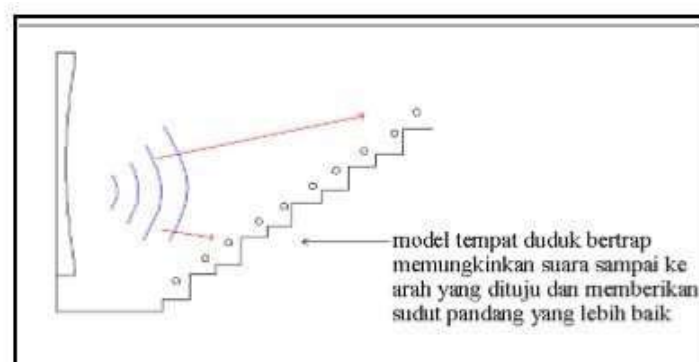 model tempat duduk bertrap
memungkinkan suara sampai ke
arah yang dituju dan memberikan
sudut pandang yang lebih baik